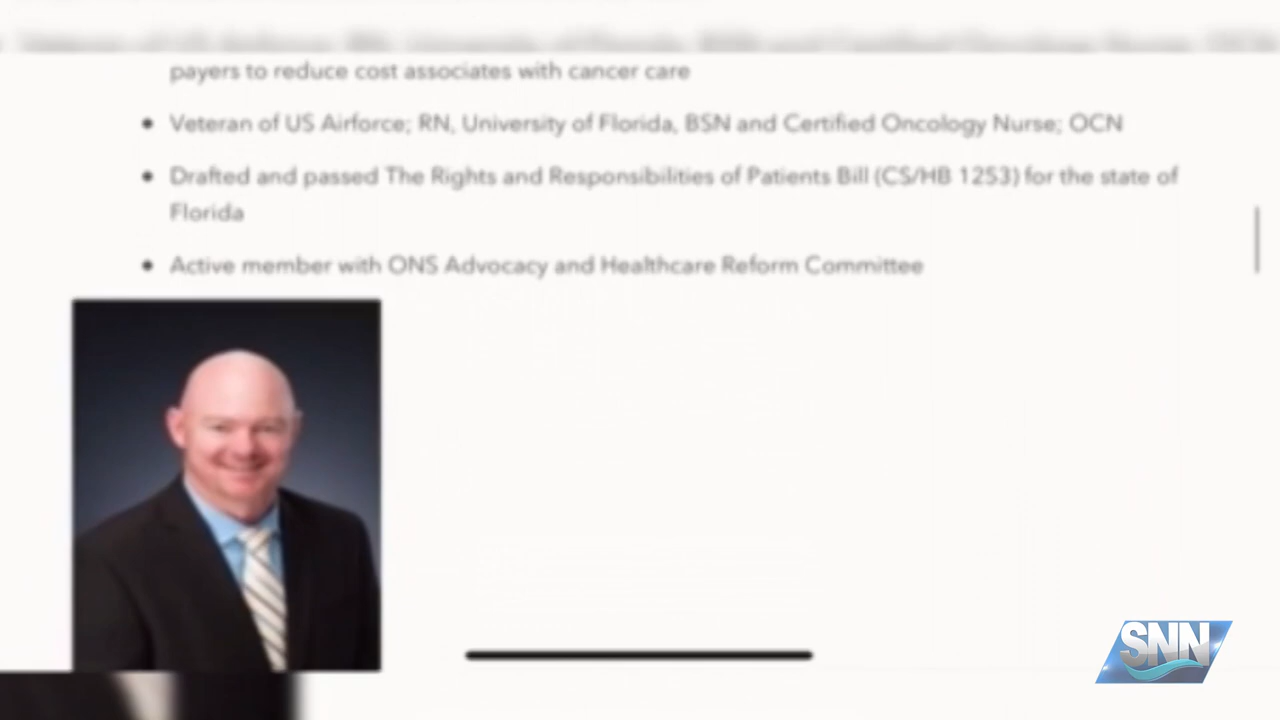 payers to reduce cost associates with cancer care
Veteran of US Airforce; RN, University of Florida, BSN and Certified Oncology Nurse; OCN
Drafted and passed The Rights and Responsibilities of Patients Bill (CS/HB 1253) for the state of
Florida
Active member with ONS Advocacy and Healthcare Reform Committee
SNN